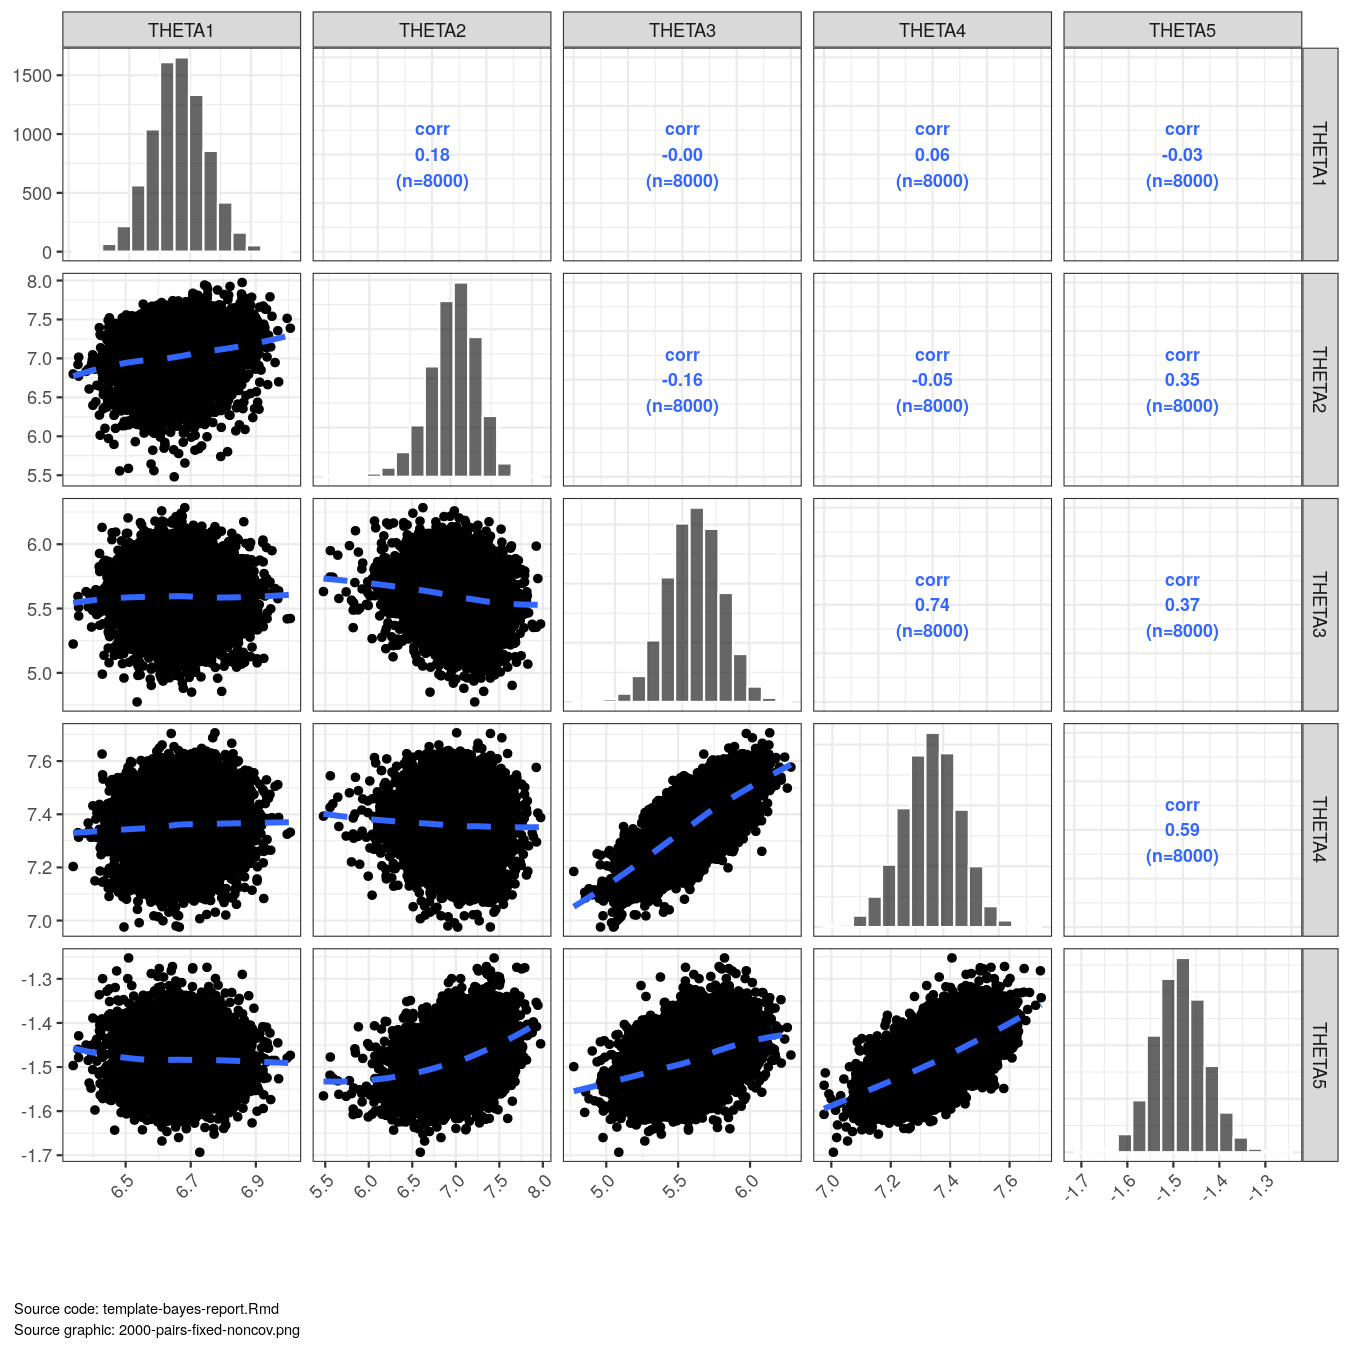 THETA1 THETA2 THETA3 THETA4 THETA5
1500
1000
500
0
corr
0.18
(n=8000)
corr
-0.00
(n=8000)
corr
0.06
(n=8000)
corr
-0.03
(n=8000)
THETA1
8.0
7.5
7.0
6.5
6.0
5.5
corr
-0.16
(n=8000)
corr
-0.05
(n=8000)
corr
0.35
(n=8000)
THETA2
6.0
5.5
5.0
corr
0.74
(n=8000)
corr
0.37
(n=8000)
THETA3
7.6
7.4
7.2
7.0
corr
0.59
(n=8000)
THETA4
-1.3
-1.4
-1.5
-1.6
-1.7
THETA5
6.5 6.7 6.9 5.5 6.0 6.5 7.0 7.5 8.0 5.0 5.5 6.0 7.0 7.2 7.4 7.6 -1.7 -1.6 -1.5 -1.4 -1.3
Source code: template-bayes-report.Rmd
Source graphic: 2000-pairs-fixed-noncov.png